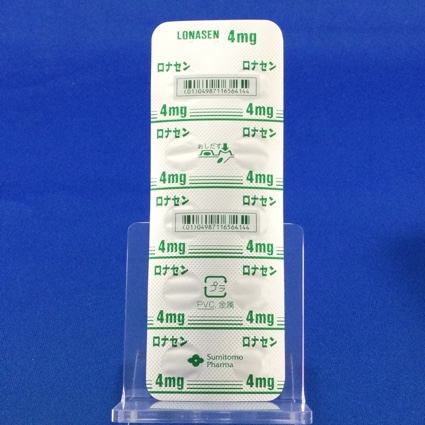 LONASEN 4mg
ロナセン ロナセン
(01)04987116564144
4mg 4mg
ロナセン ロナセン
おしだす
4mg 4mg
ロナセン ロナセン
(01)04987116564144
4mg 4mg
ロナセン ロナセン
プラ
PVC, 金属
4mg 4mg
ロナセン ロナセン
Sumitomo
Pharma
4mg 4mg